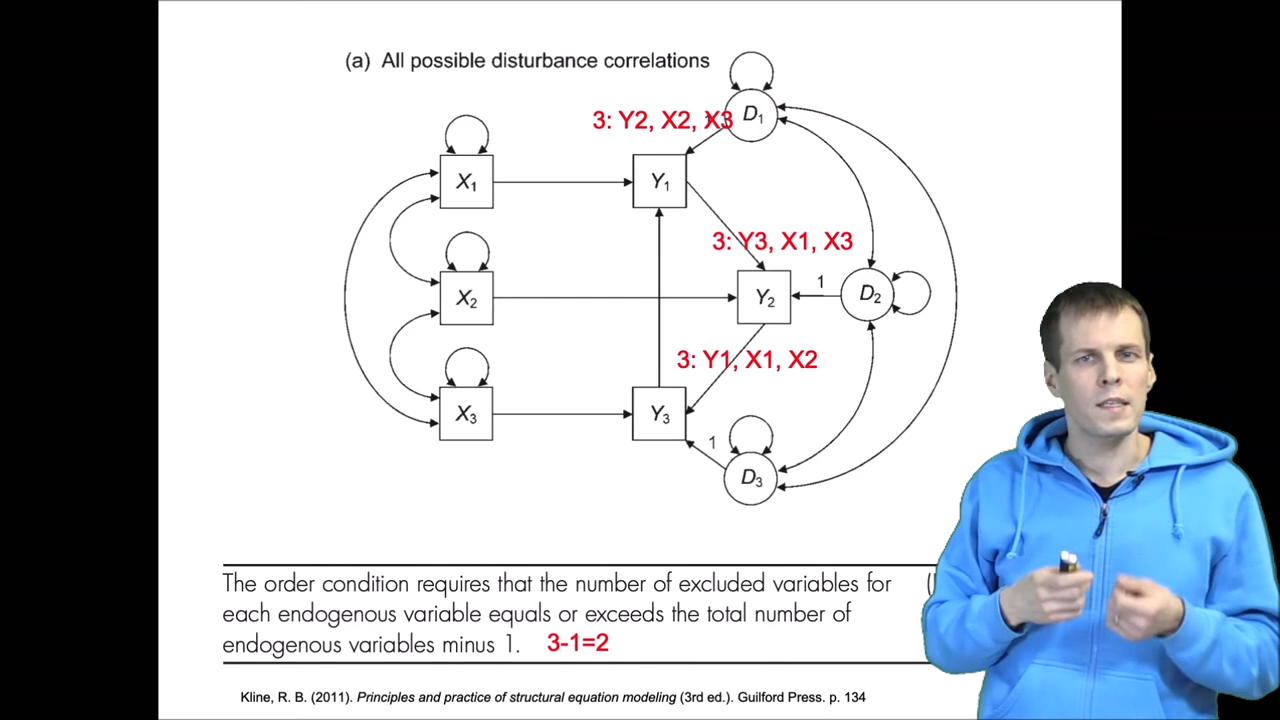 (a) All possible disturbance correlations
D1
3: Y2, X2, X3
X1
Y1
3: Y3, X1, X3
X2
Y2
1
D2
3: Y1, X1, X2
X3
Y3
1
D3
The order condition requires that the number of excluded variables for
each endogenous variable equals or exceeds the total number of
endogenous variables minus 1. 3-1=2
Kline, R. B. (2011). Principles and practice of structural equation modeling (3rd ed.). Guilford Press. p. 134